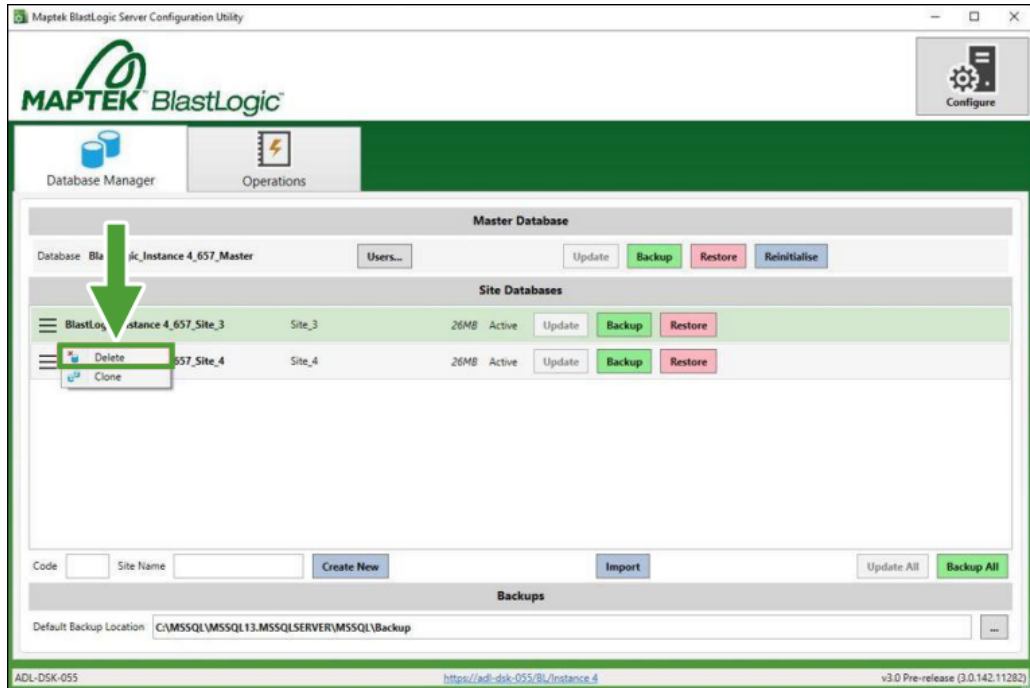 Maptek BlastLogic Server Configuration Utility
MAPTEK BlastLogic
Configure
Database Manager
Operations
Master Database
Database Bla ic_Instance 4_657_Master Users... Update Backup Restore Reinitialise
Site Databases
BlastLog stance 4_657_Site_3 Site_3 26MB Active Update Backup Restore
657_Site_4 Site_4 26MB Active Update Backup Restore
Delete
Clone
Code Site Name Create New Import Update All Backup All
Backups
Default Backup Location C:\MSSQL\MSSQL13.MSSQLSERVER\MSSQL\Backup ...
ADL-DSK-055 https://adl-dsk-055/BL/Instance 4 v3.0 Pre-release (3.0.142.11282)